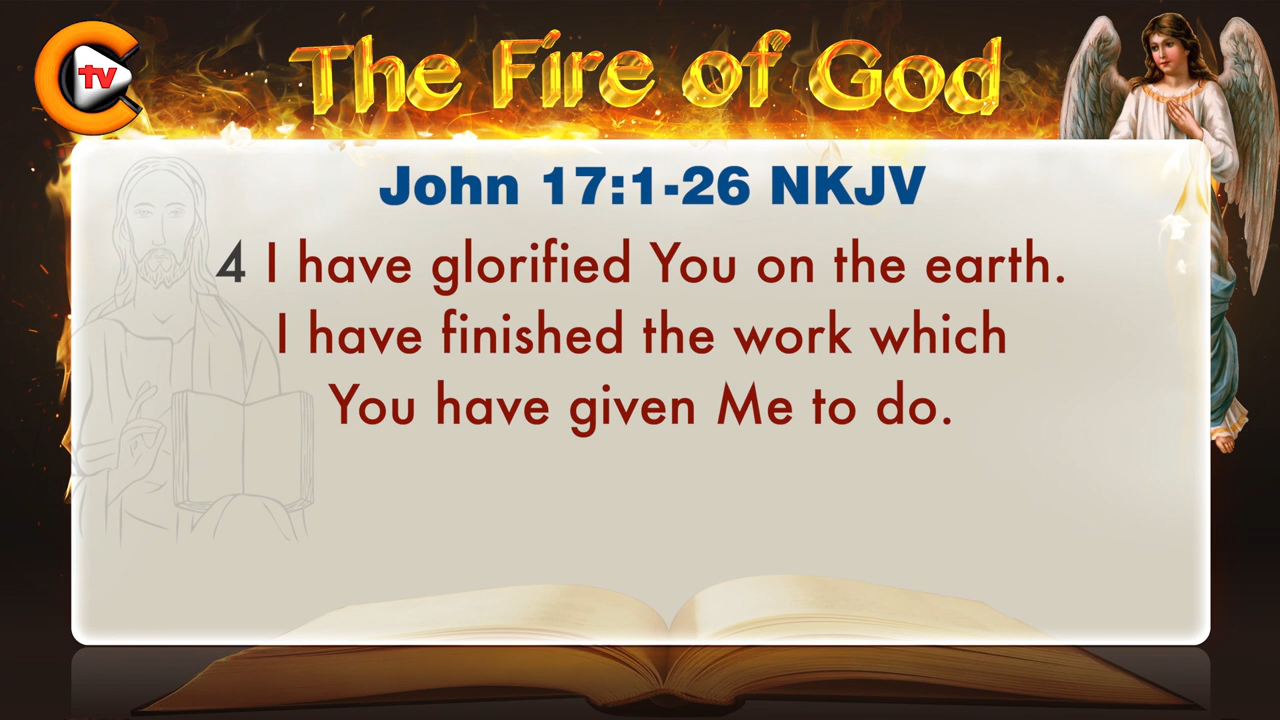 tv
The Fire of God
John 17:1-26 NKJV
4 I have glorified You on the earth.
I have finished the work which
You have given Me to do.